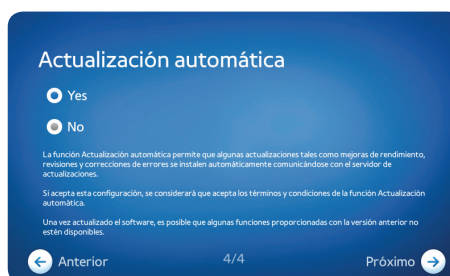 Actualización automática
Yes
No
La función Actualización automática permite que algunas actualizaciones tales como mejoras de rendimiento,
revisiones y correcciones de errores se instalen automáticamente comunicándose con el servidor de
actualizaciones.
Si acepta esta configuración, se considerará que acepta los términos y condiciones de la función Actualización
automática.
Una vez actualizado el software, es posible que algunas funciones proporcionadas con la versión anterior no
estén disponibles.
Anterior 4/4 Próximo